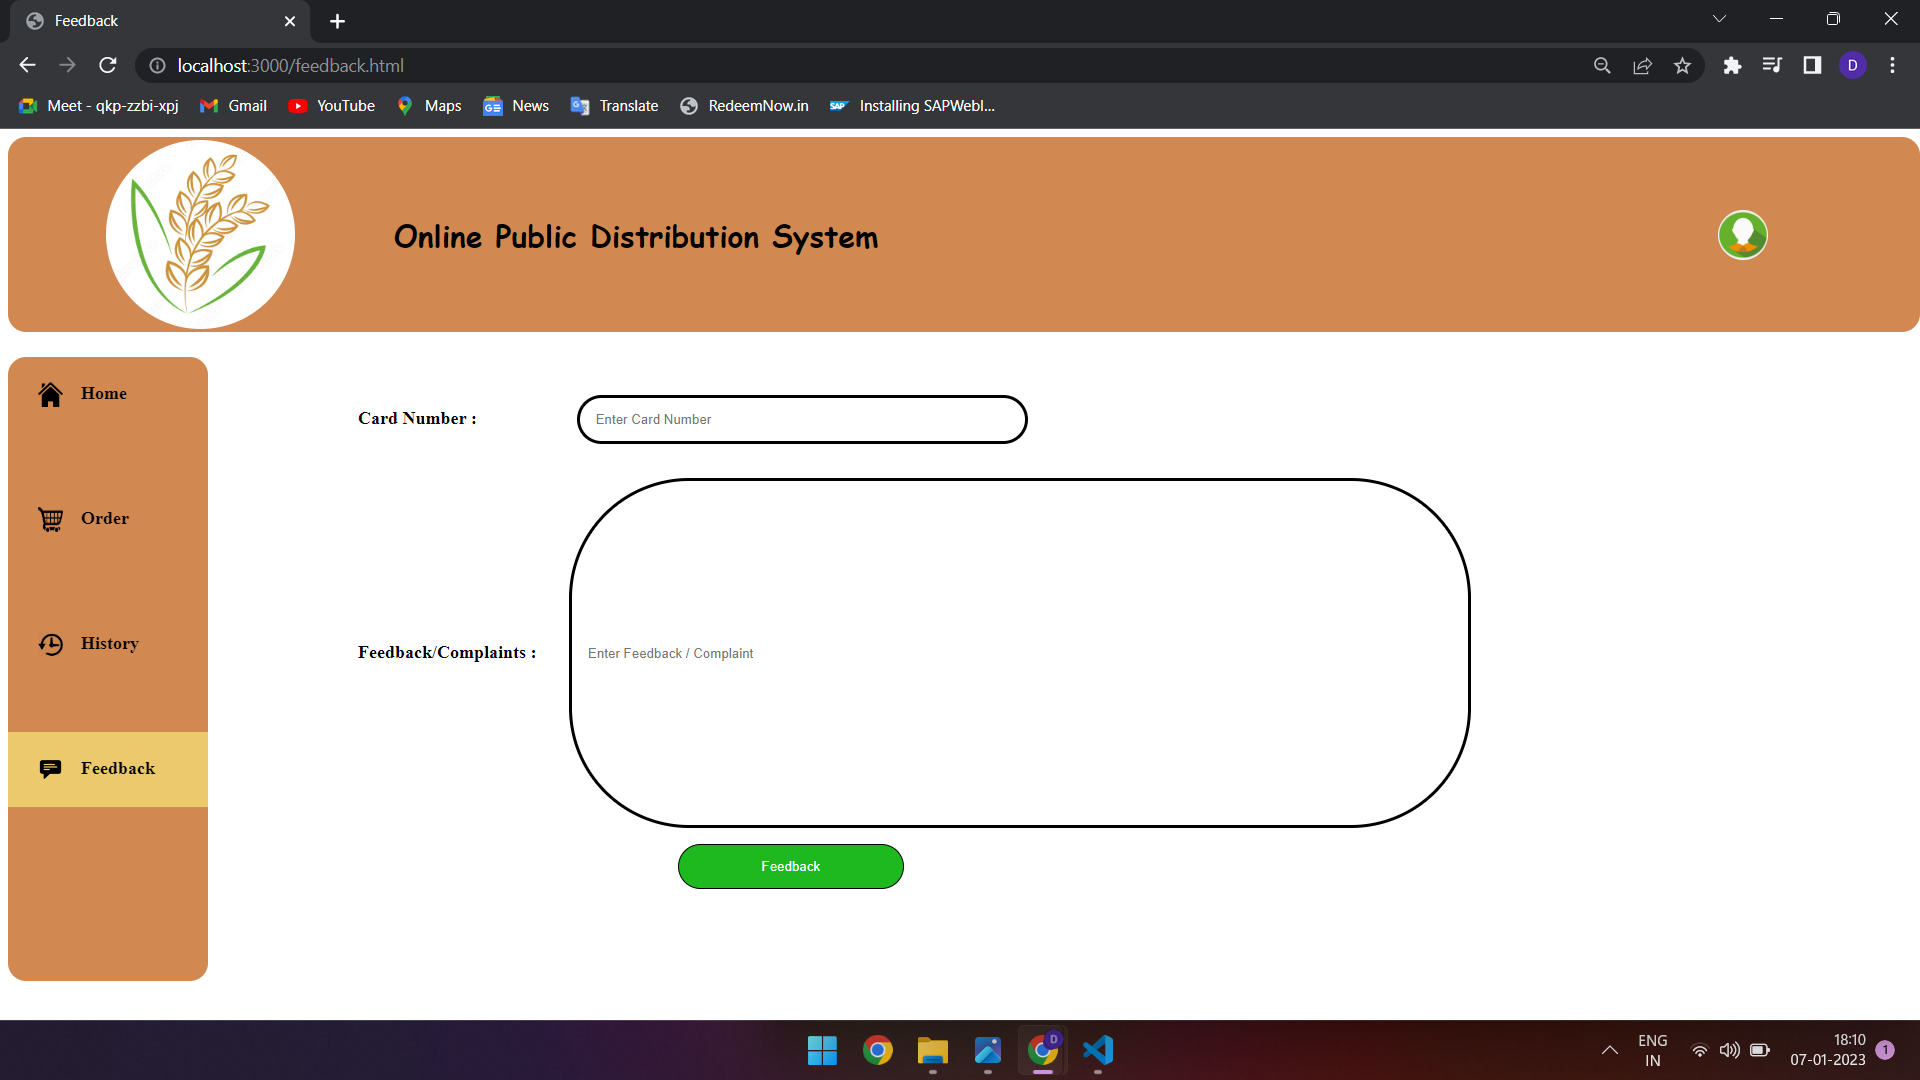 Feedback
localhost:3000/feedback.html
D
Meet - qkp-zzbi-xpj
Gmail
YouTube
Maps
News
Translate
RedeemNow.in
SAP
Installing SAPWebl...
Online Public Distribution System
Home
Card Number :
Enter Card Number
Order
History
Feedback/Complaints :
Enter Feedback / Complaint
Feedback
Feedback
D
ENG
IN
18:10
07-01-2023
1